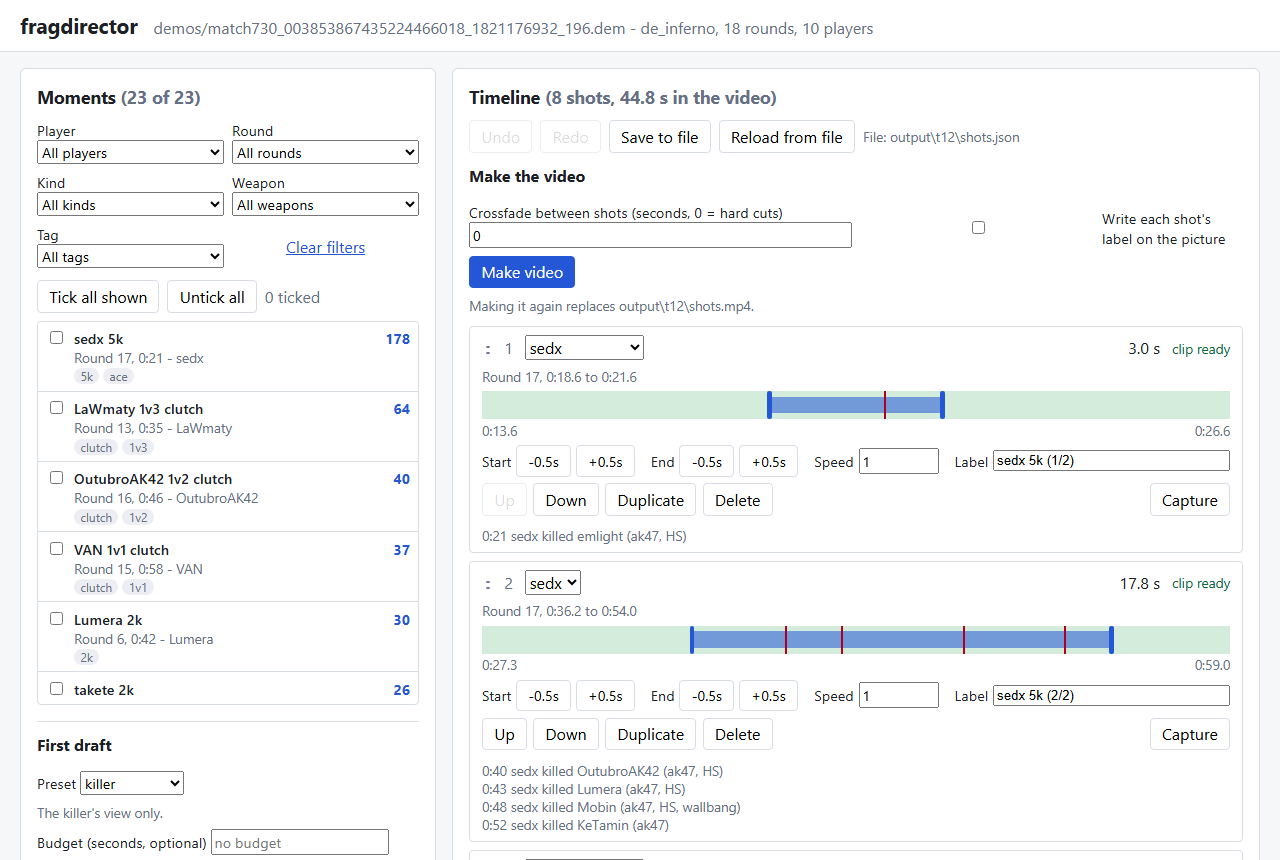 fragdirector demos/match730_003853867435224466018_1821176932_196.dem - de_inferno, 18 rounds, 10 players
Moments (23 of 23)
Player Round
All players All rounds
Kind Weapon
All kinds All weapons
Tag
All tags Clear filters
Tick all shown Untick all 0 ticked
sedx 5k 178
Round 17, 0:21 - sedx
5k ace
LaWmaty 1v3 clutch 64
Round 13, 0:35 - LaWmaty
clutch 1v3
OutubroAK42 1v2 clutch 40
Round 16, 0:46 - OutubroAK42
clutch 1v2
VAN 1v1 clutch 37
Round 15, 0:58 - VAN
clutch 1v1
Lumera 2k 30
Round 6, 0:42 - Lumera
2k
takete 2k 26
First draft
Preset killer
The killer's view only.
Budget (seconds, optional) no budget
Timeline (8 shots, 44.8 s in the video)
Undo Redo Save to file Reload from file File: output\t12\shots.json
Make the video
Crossfade between shots (seconds, 0 = hard cuts)
0
Write each shot's
label on the picture
Make video
Making it again replaces output\t12\shots.mp4.
: 1 sedx 3.0 s clip ready
Round 17, 0:18.6 to 0:21.6
0:13.6 0:26.6
Start -0.5s +0.5s End -0.5s +0.5s Speed 1 Label sedx 5k (1/2)
Up Down Duplicate Delete Capture
0:21 sedx killed emlight (ak47, HS)
: 2 sedx 17.8 s clip ready
Round 17, 0:36.2 to 0:54.0
0:27.3 0:59.0
Start -0.5s +0.5s End -0.5s +0.5s Speed 1 Label sedx 5k (2/2)
Up Down Duplicate Delete Capture
0:40 sedx killed OutubroAK42 (ak47, HS)
0:43 sedx killed Lumera (ak47, HS)
0:48 sedx killed Mobin (ak47, HS, wallbang)
0:52 sedx killed KeTamin (ak47)